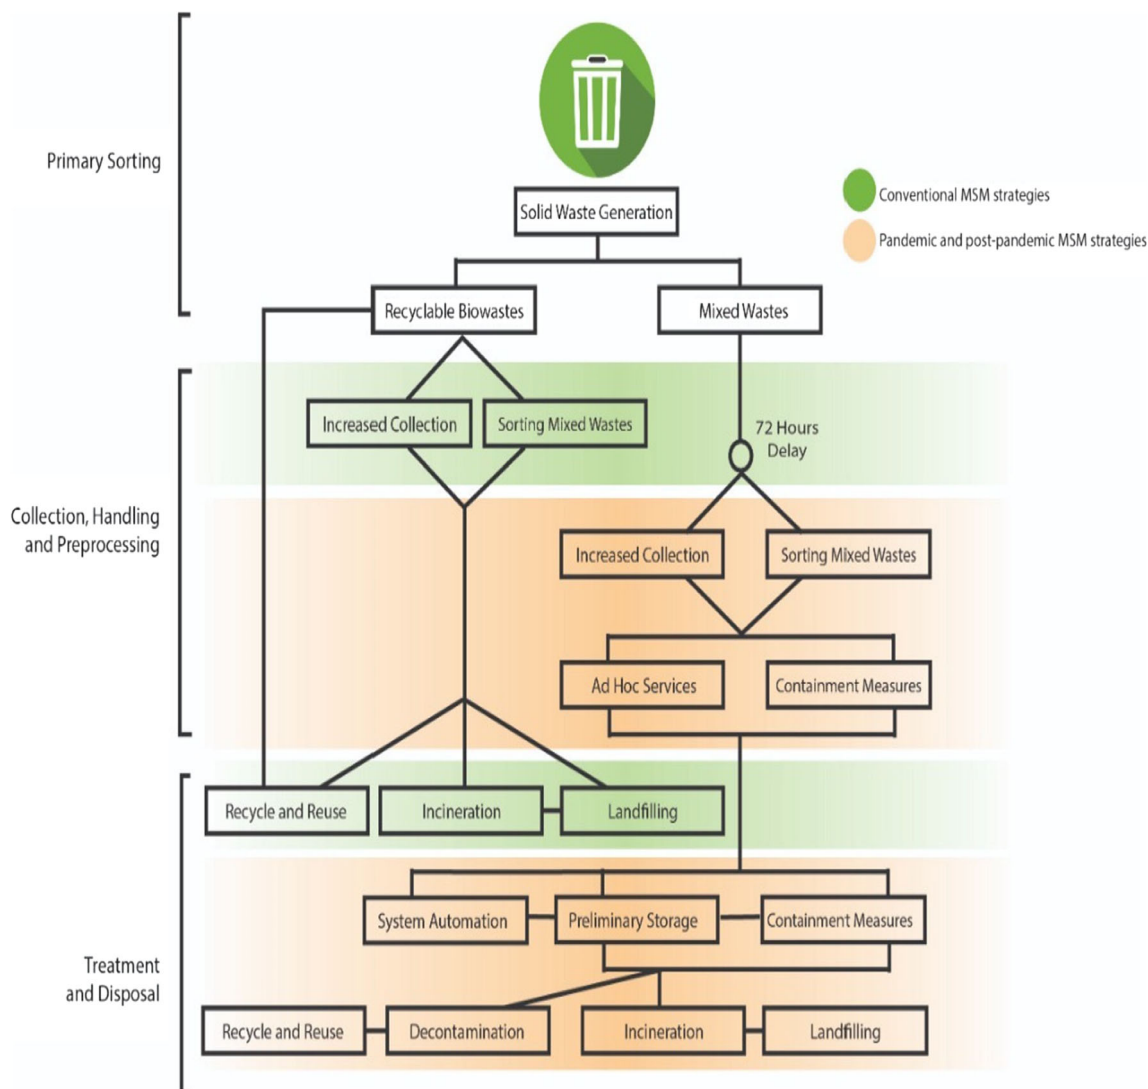 Primary Sorting
Solid Waste Generation
Conventional MSM strategies
Pandemic and post-pandemic MSM strategies
Recyclable Biowastes
Mixed Wastes
Increased Collection
Sorting Mixed Wastes
72 Hours
Delay
Collection, Handling
and Preprocessing
Increased Collection
Sorting Mixed Wastes
Ad Hoc Services
Containment Measures
Recycle and Reuse
Incineration
Landfilling
System Automation
Preliminary Storage
Containment Measures
Treatment
and Disposal
Recycle and Reuse
Decontamination
Incineration
Landfilling